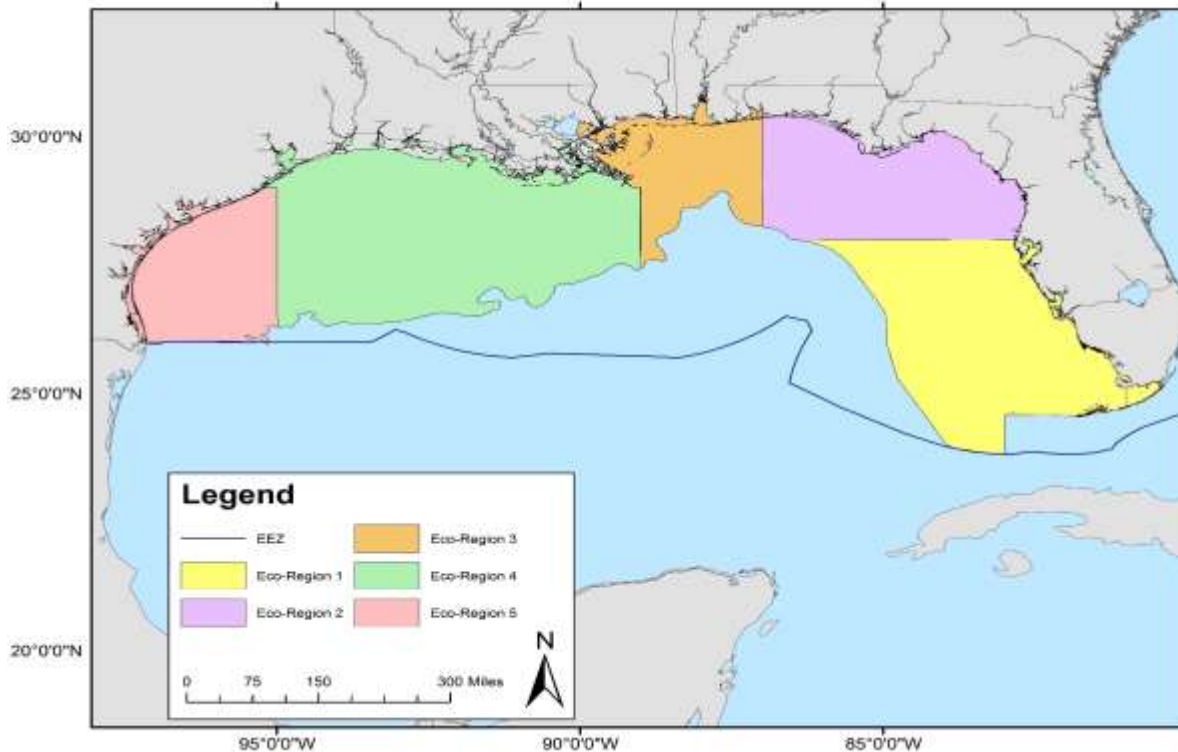 30°0'0"N
25°0'0"N
20°0'0"N
Legend
EEZ
Eco-Region 1
Eco-Region 2
Eco-Region 3
Eco-Region 4
Eco-Region 5
0 75 150 300 Miles
N
95°0'0"W 90°0'0"W 85°0'0"W